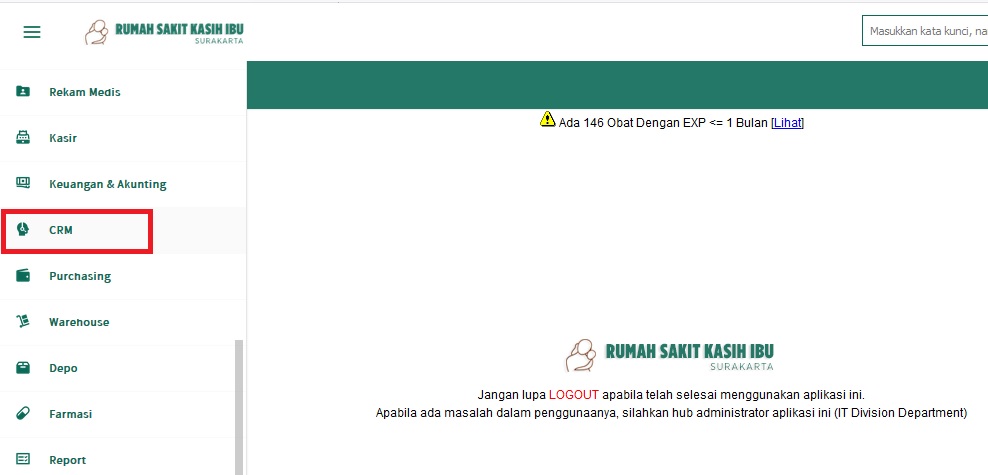 RUMAH SAKIT KASIH IBU
SURAKARTA
Masukkan kata kunci,
Rekam Medis
Kasir
Keuangan & Akunting
CRM
Purchasing
Warehouse
Depo
Farmasi
Report
Ada 146 Obat Dengan EXP <= 1 Bulan [Lihat]
RUMAH SAKIT KASIH IBU
SURAKARTA
Jangan lupa LOGOUT apabila telah selesai menggunakan aplikasi ini.
Apabila ada masalah dalam penggunaanya, silahkan hub administrator aplikasi ini (IT Division Department)